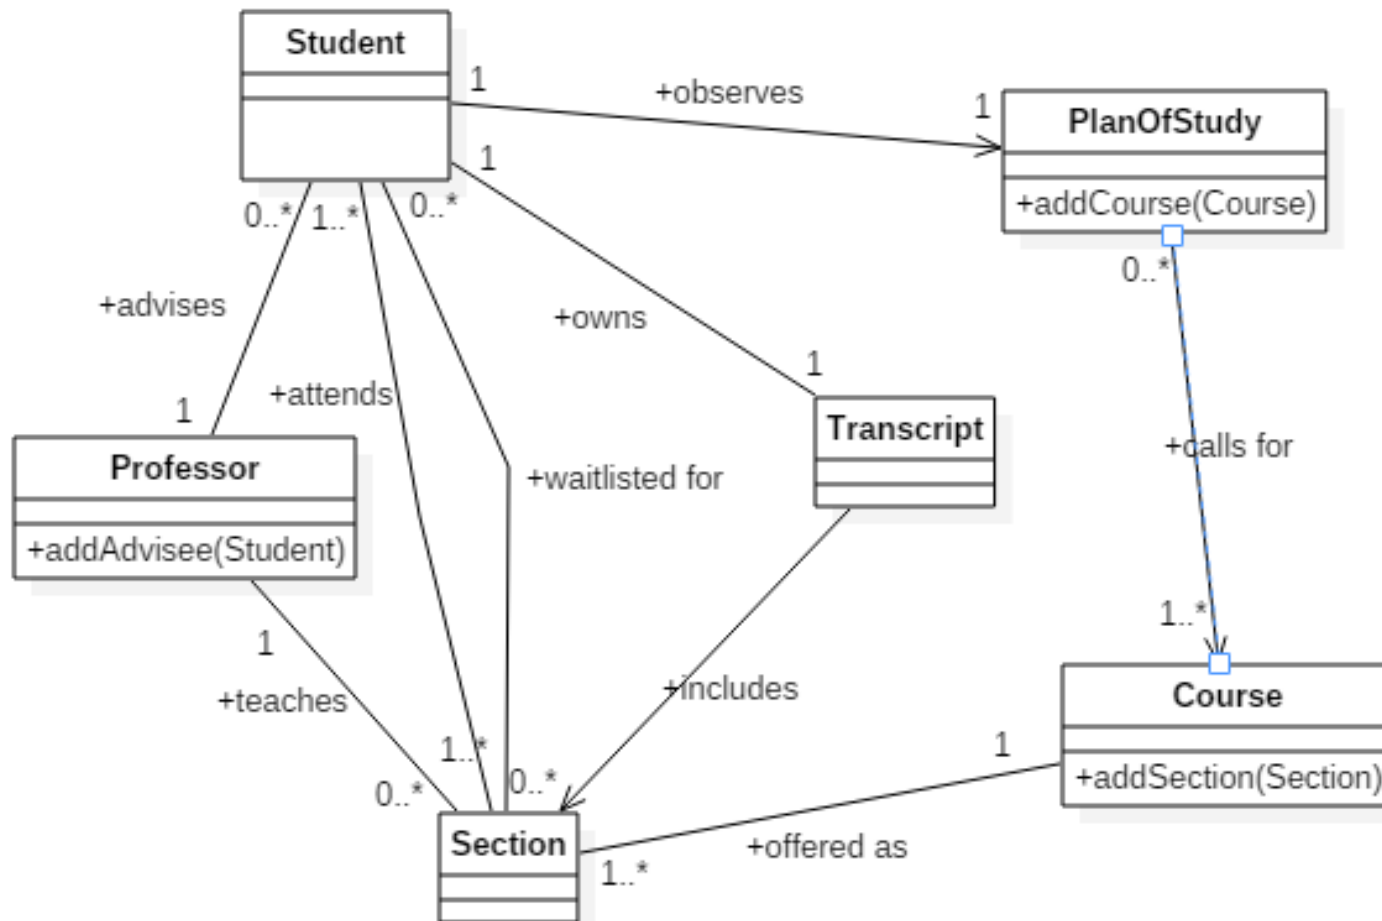 Student
1
+observes
1
PlanOfStudy
+addCourse(Course)
1
0..*
1..*
0..*
0..*
+advises
+owns
1
+attends
1
Transcript
Professor
+addAdvisee(Student)
+waitlisted for
+calls for
1..*
1
+teaches
+includes
Course
+addSection(Section)
1..*
0..*
0..*
1
Section
+offered as
1..*